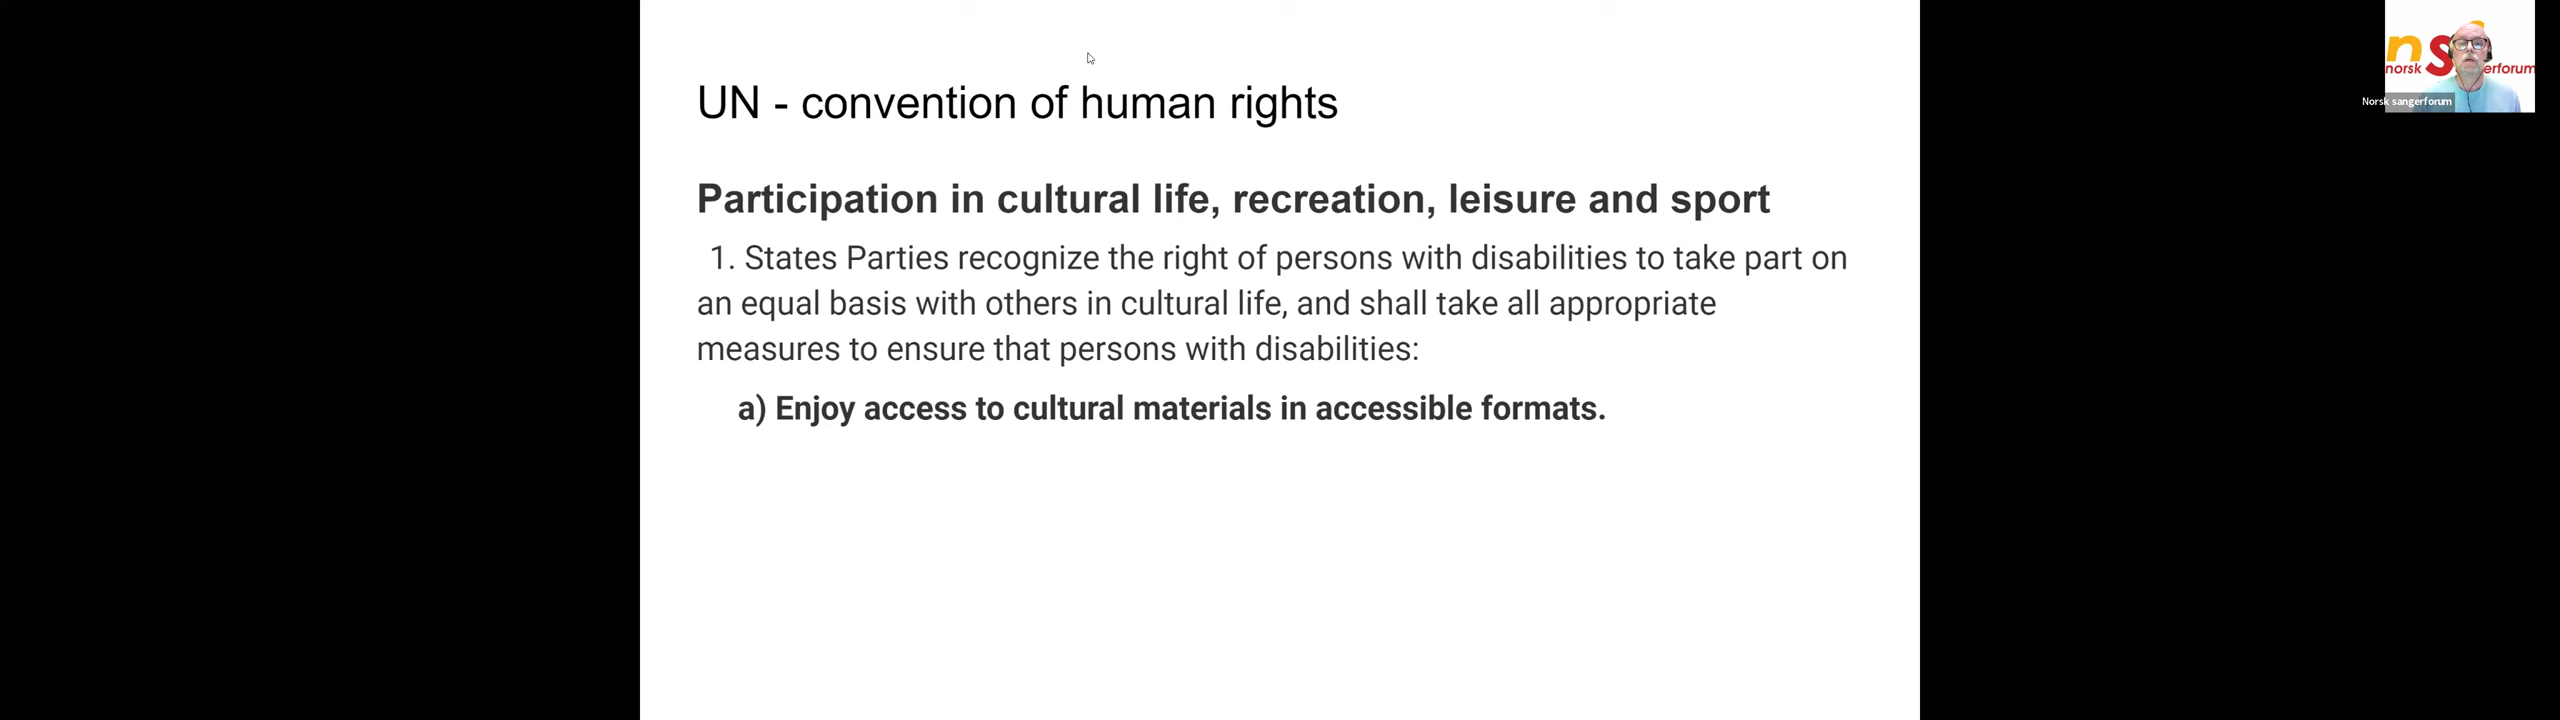 UN - convention of human rights
Participation in cultural life, recreation, leisure and sport
1. States Parties recognize the right of persons with disabilities to take part on
an equal basis with others in cultural life, and shall take all appropriate
measures to ensure that persons with disabilities:
a) Enjoy access to cultural materials in accessible formats.
ns
norsk erforum
Norsk sangerforum